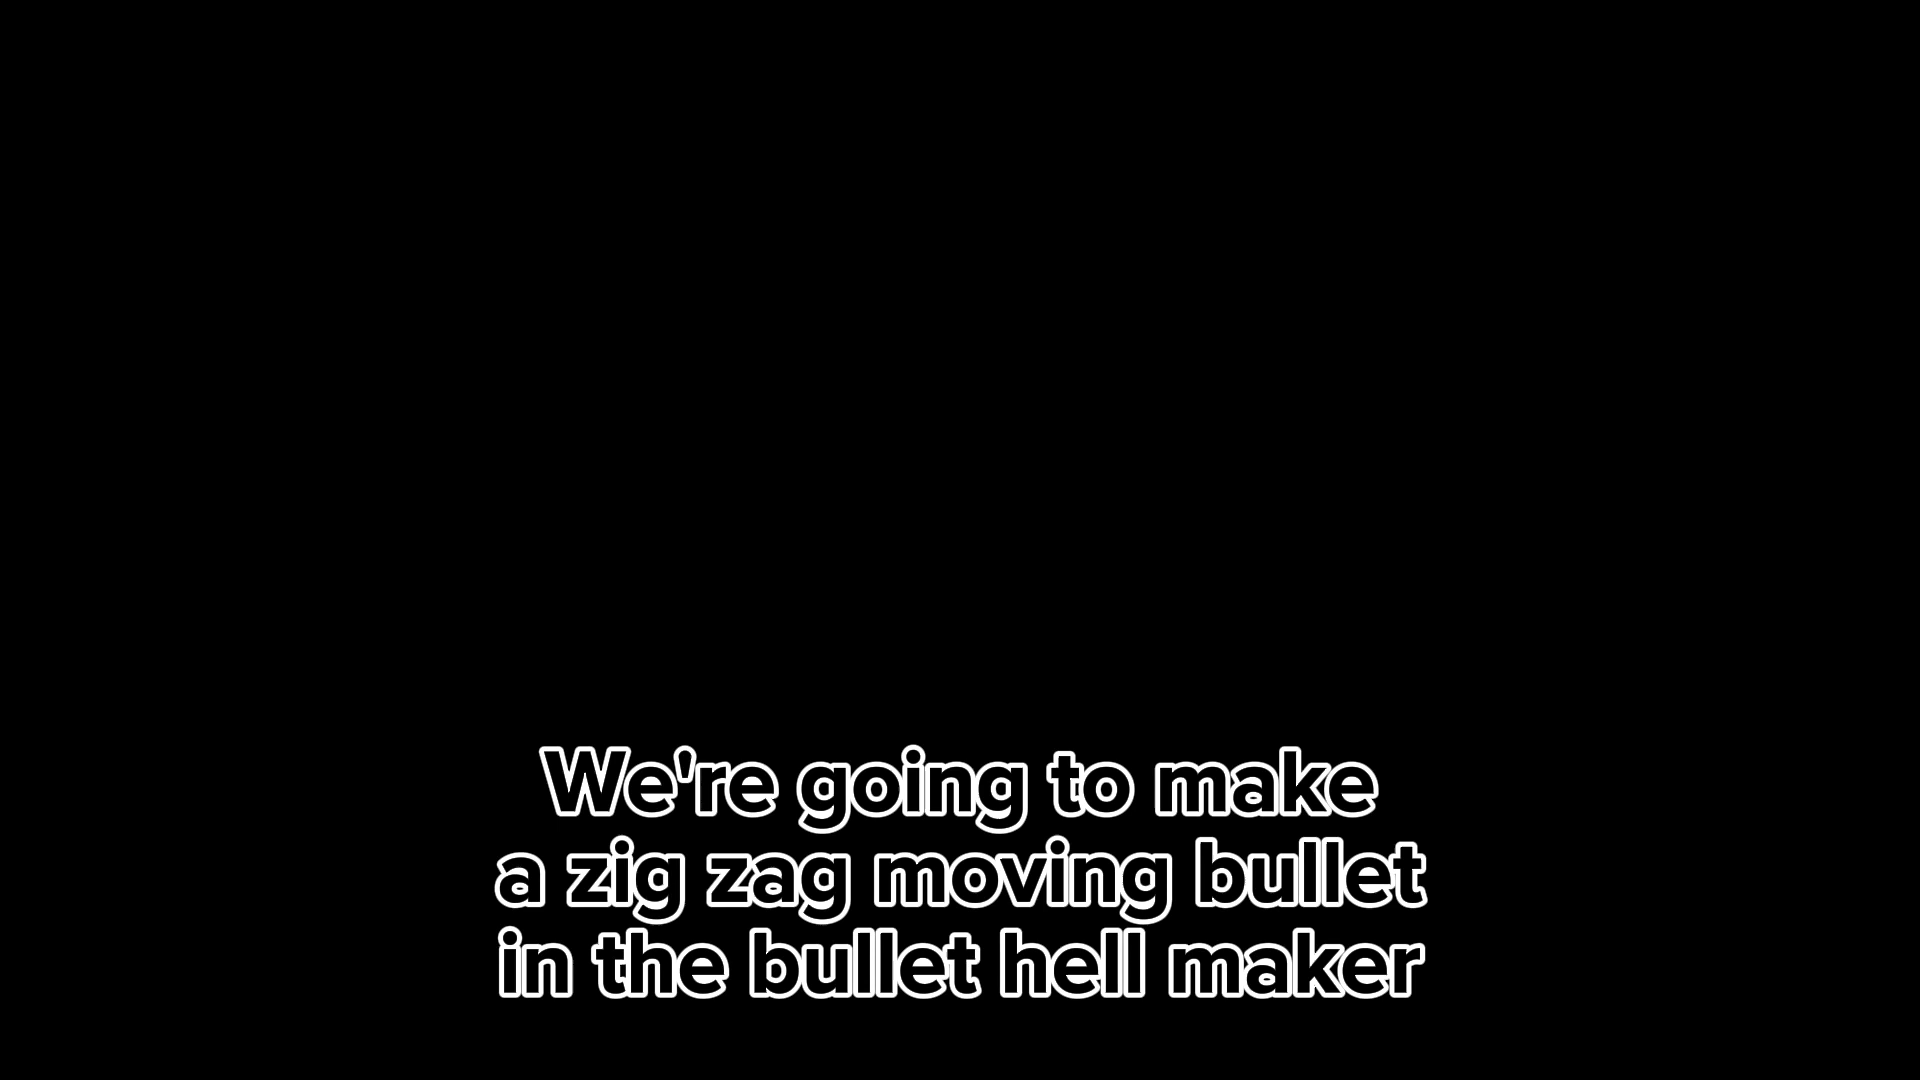 We're going to make
a zig zag moving bullet
in the bullet hell maker